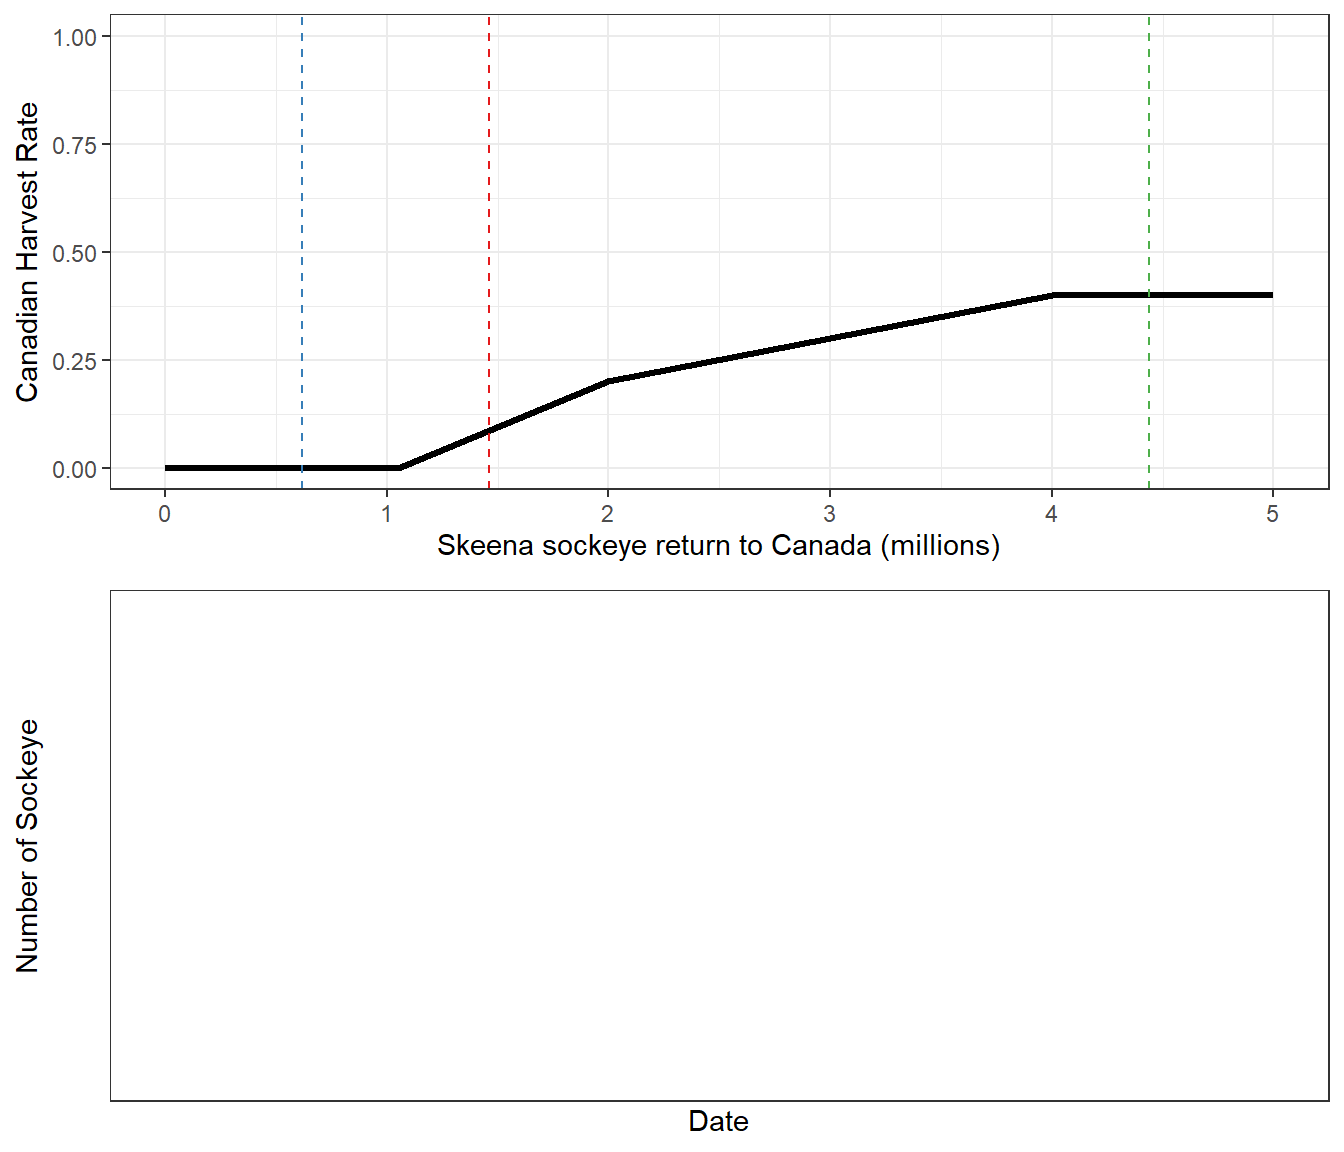 1.00
0.75
0.50
0.25
0.00
Canadian Harvest Rate
0 1 2 3 4 5
Skeena sockeye return to Canada (millions)
Number of Sockeye
Date